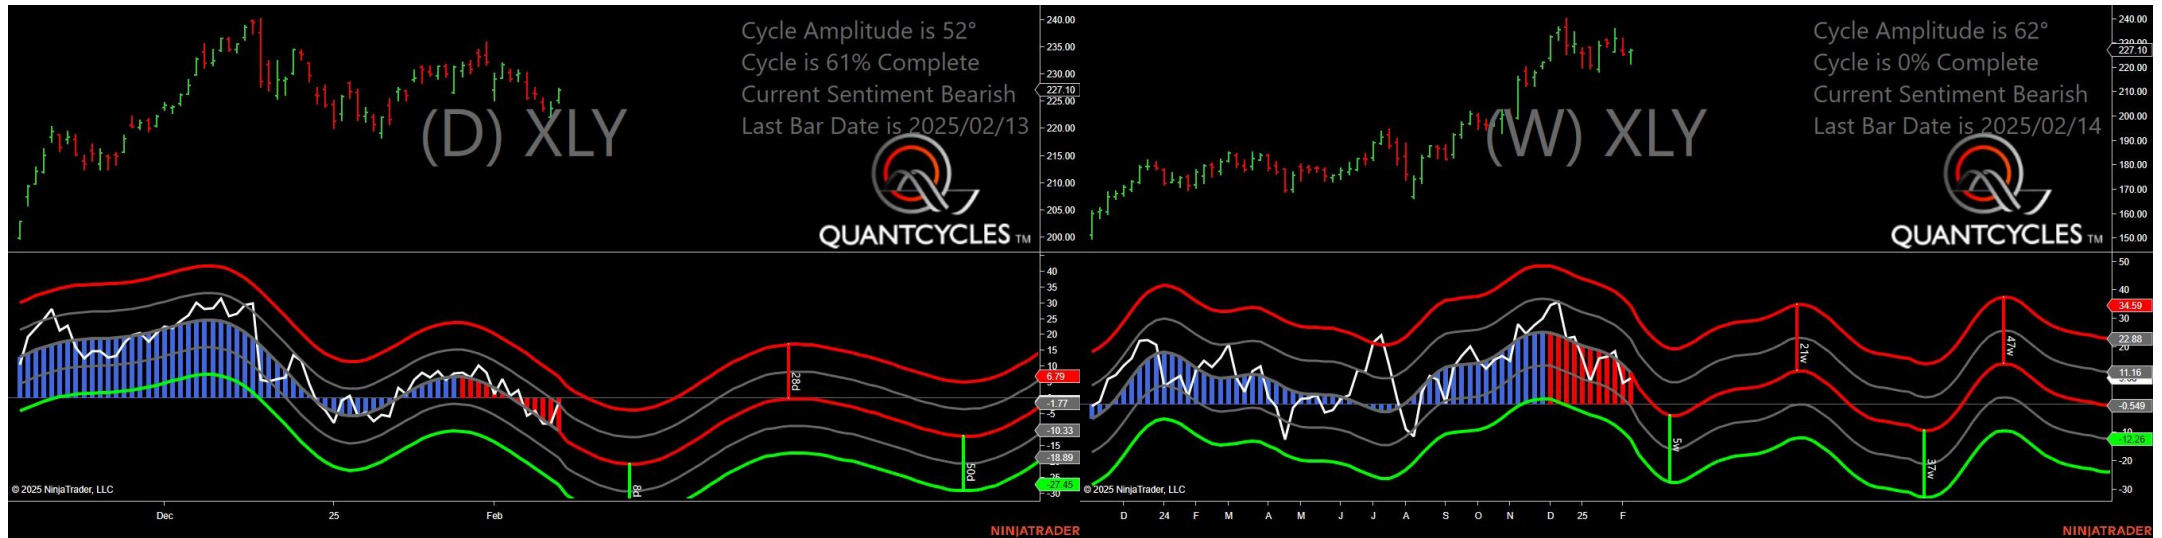 Cycle Amplitude is 52°
Cycle is 61% Complete
Current Sentiment Bearish
Last Bar Date is 2025/02/13
(D) XLY
QUANTCYCLES TM
240.00
235.00
230.00
227.10
225.00
220.00
215.00
210.00
205.00
200.00
40
35
30
25
20
15
10
6.79
-1.77
-5
-10.33
-15
-18.89
-27.45
-30
8d
28d
50d
© 2025 NinjaTrader, LLC
Dec
25
Feb
NINJATRADER
Cycle Amplitude is 62°
Cycle is 0% Complete
Current Sentiment Bearish
Last Bar Date is 2025/02/14
(W) XLY
QUANTCYCLES TM
240.00
230.00
227.10
220.00
210.00
200.00
190.00
180.00
170.00
160.00
150.00
50
40
34.59
30
22.88
20
11.16
-0.549
-12.26
-20
-30
5w
21w
37w
47w
© 2025 NinjaTrader, LLC
D
24
F
M
A
M
J
J
A
S
O
N
D
25
F
NINJATRADER